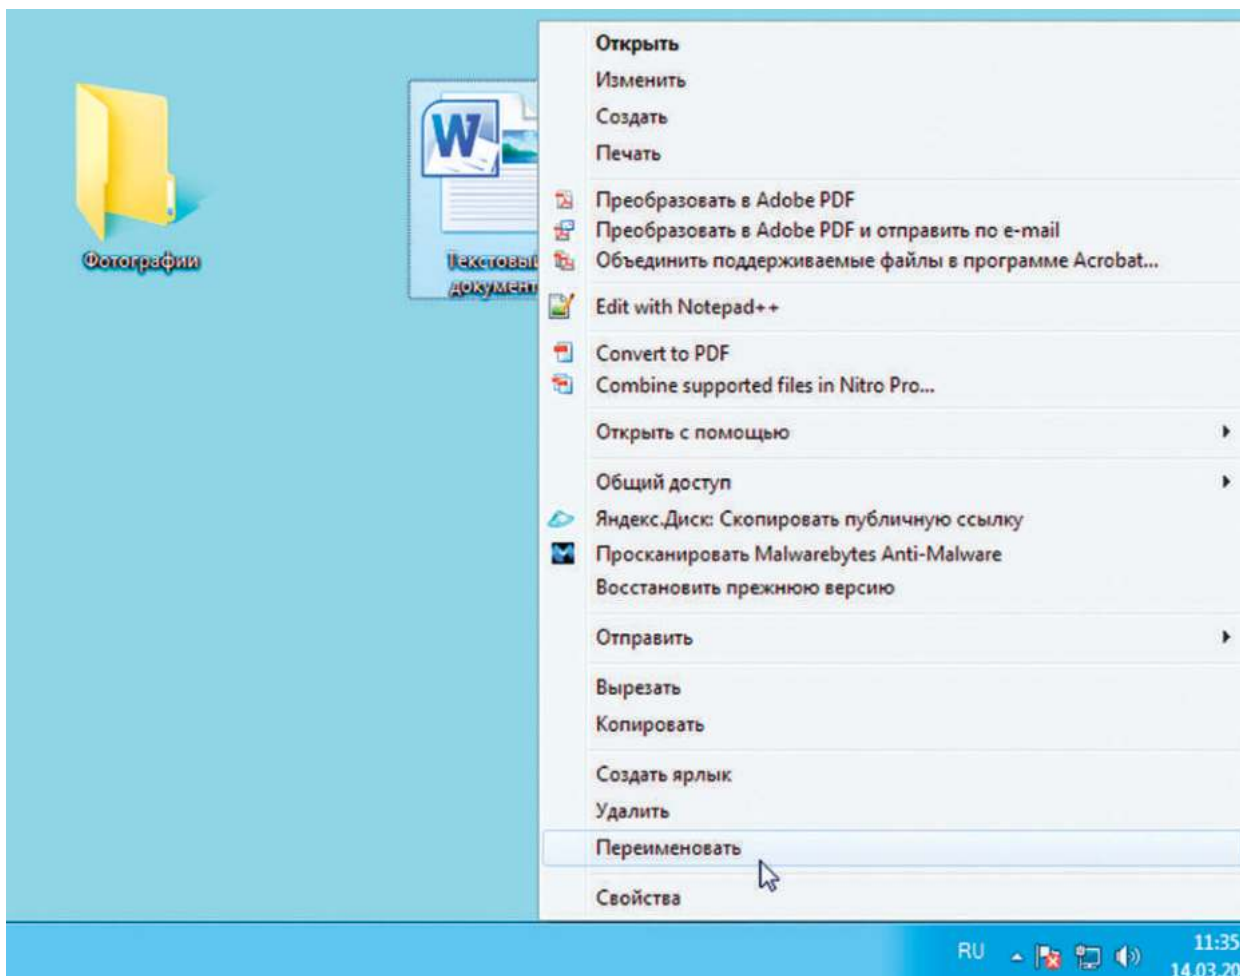 Фотографии
Текстовый
документ
Открыть
Изменить
Создать
Печать
Преобразовать в Adobe PDF
Преобразовать в Adobe PDF и отправить по e-mail
Объединить поддерживаемые файлы в программе Acrobat...
Edit with Notepad++
Convert to PDF
Combine supported files in Nitro Pro...
Открыть с помощью
Общий доступ
Яндекс.Диск: Скопировать публичную ссылку
Просканировать Malwarebytes Anti-Malware
Восстановить прежнюю версию
Отправить
Вырезать
Копировать
Создать ярлык
Удалить
Переименовать
Свойства
RU
11:35
14.03.20